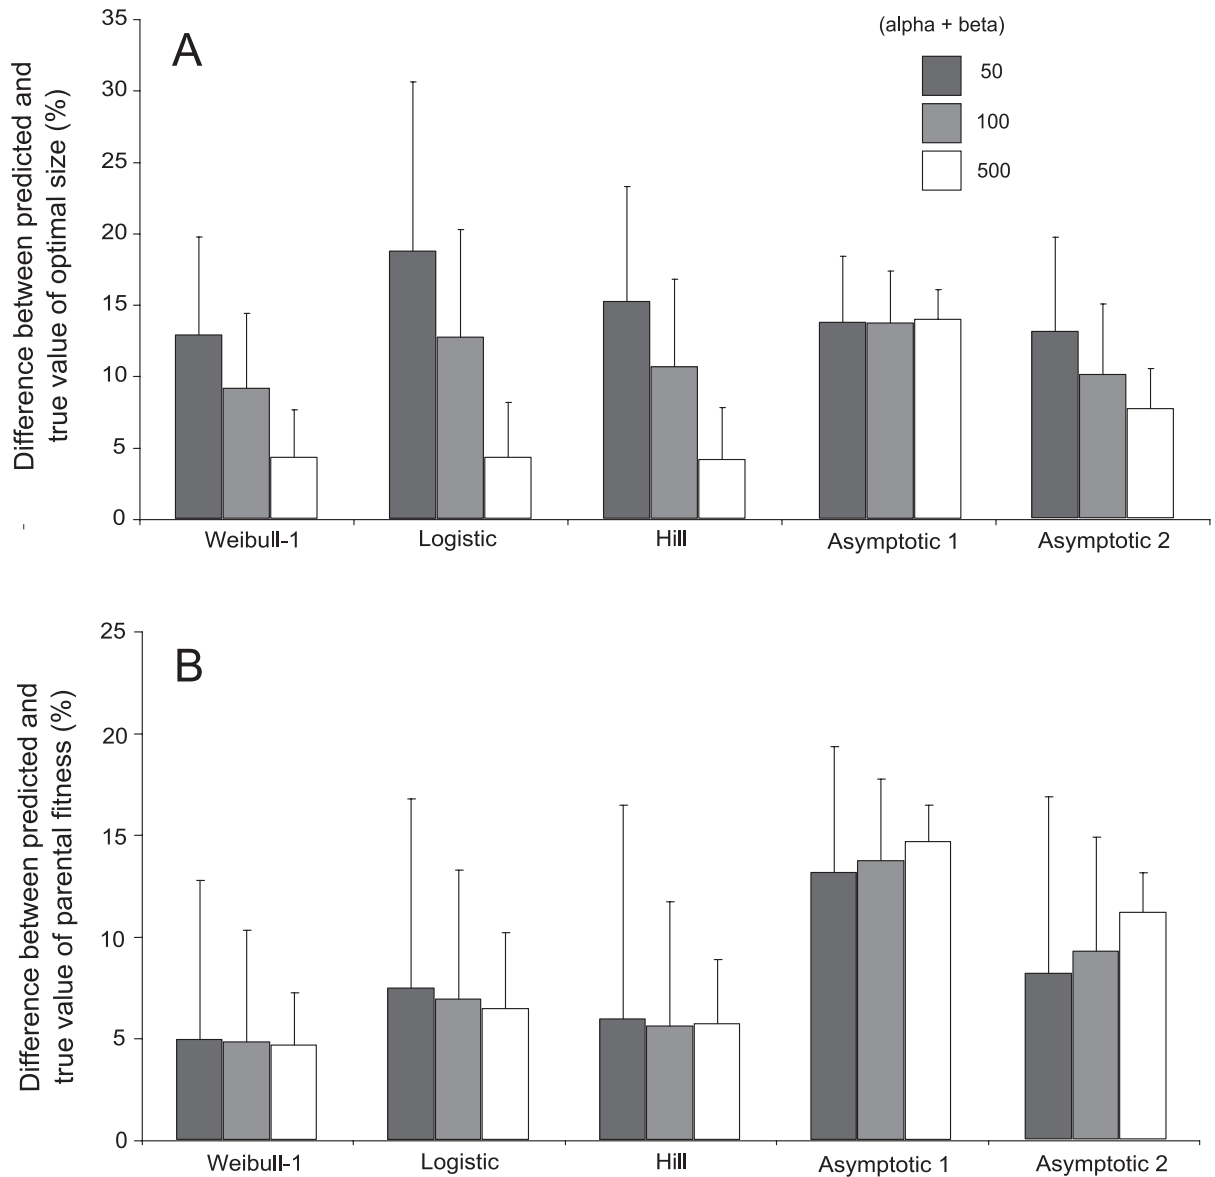 35
30
25
20
15
10
5
0
Difference between predicted and
true value of optimal size (%)
-
A
(alpha + beta)
50
100
500
Weibull-1 Logistic Hill Asymptotic 1 Asymptotic 2
25
20
15
10
5
0
Difference between predicted and
true value of parental fitness (%)
B
Weibull-1 Logistic Hill Asymptotic 1 Asymptotic 2